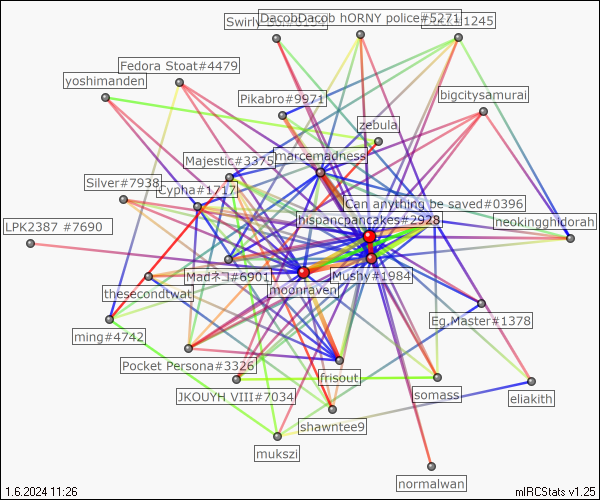 Swirly
DacobDacob hORNY police#5271
1245
Fedora Stoat#4479
yoshimanden
Pikabro#9971
bigcitysamurai
zebula
marcemadness
Majestic#3375
Silver#7938
Cypha#1717
Can anything be saved#0396
hispancpancakes#2928
neokingghidorah
LPK2387 #7690
Madネコ#6901
Mushy#1984
moonraven
thesecondtwat
Eg.Master#1378
ming#4742
Pocket Persona#3326
frisout
JKOUYH VIII#7034
somass
eliakith
shawntee9
mukszi
normalwan
1.6.2024 11:26
mIRCStats v1.25